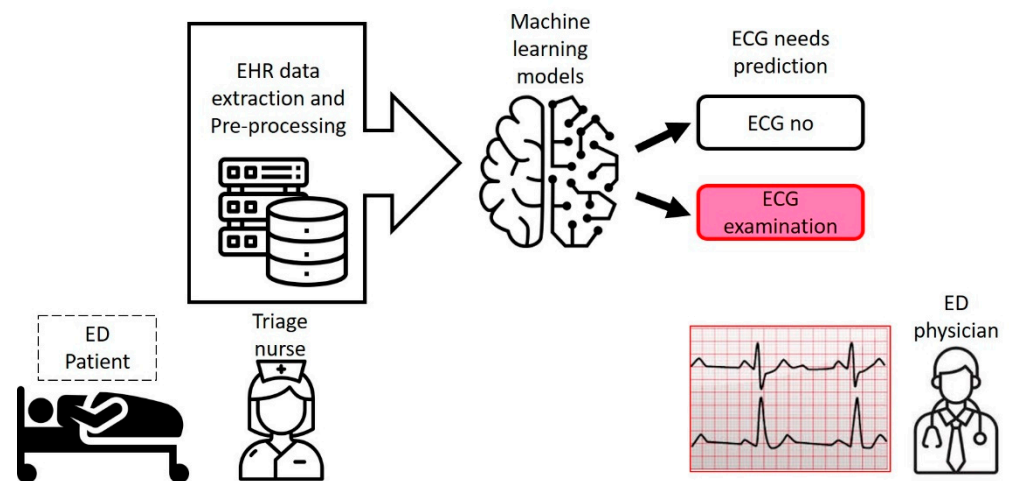 EHR data
extraction and
Pre-processing
Machine
learning
models
ECG needs
prediction
ECG no
ECG
examination
ED
Patient
Triage
nurse
ED
physician